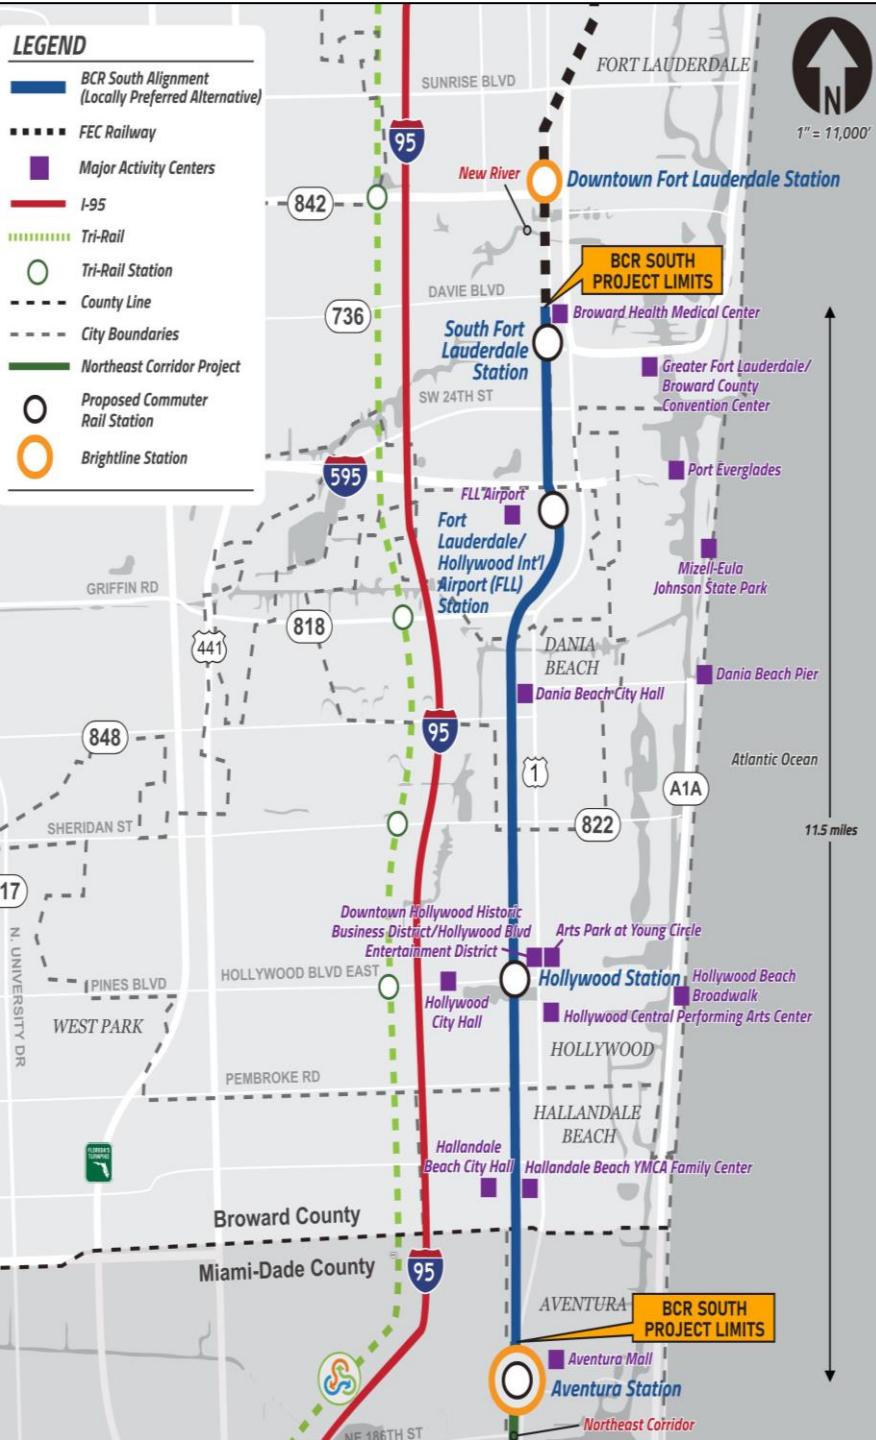 LEGEND
BCR South Alignment
(Locally Preferred Alternative)
FEC Railway
Major Activity Centers
I-95
Tri-Rail
Tri-Rail Station
County Line
City Boundaries
Northeast Corridor Project
Proposed Commuter
Rail Station
Brightline Station
FORT LAUDERDALE
N
1" = 11,000'
SUNRISE BLVD
95
New River
Downtown Fort Lauderdale Station
842
BCR SOUTH
PROJECT LIMITS
DAVIE BLVD
736
Broward Health Medical Center
South Fort
Lauderdale
Station
Greater Fort Lauderdale/
Broward County
Convention Center
SW 24TH ST
595
Port Everglades
FLL Airport
Fort
Lauderdale/
Hollywood Int'l
Airport (FLL)
Station
Mizell-Eula
Johnson State Park
GRIFFIN RD
818
441
DANIA
BEACH
Dania Beach Pier
Dania Beach City Hall
848
95
Atlantic Ocean
1
A1A
SHERIDAN ST
822
11.5 miles
17
N. UNIVERSITY DR
Downtown Hollywood Historic
Business District/Hollywood Blvd
Entertainment District
Arts Park at Young Circle
PINES BLVD
HOLLYWOOD BLVD EAST
Hollywood Station
Hollywood Beach
Broadwalk
Hollywood
City Hall
Hollywood Central Performing Arts Center
WEST PARK
HOLLYWOOD
PEMBROKE RD
HALLANDALE
BEACH
FLORIDA'S
TURNPIKE
Hallandale
Beach City Hall
Hallandale Beach YMCA Family Center
Broward County
Miami-Dade County
95
AVENTURA
BCR SOUTH
PROJECT LIMITS
Aventura Mall
Aventura Station
NE 186TH ST
Northeast Corridor